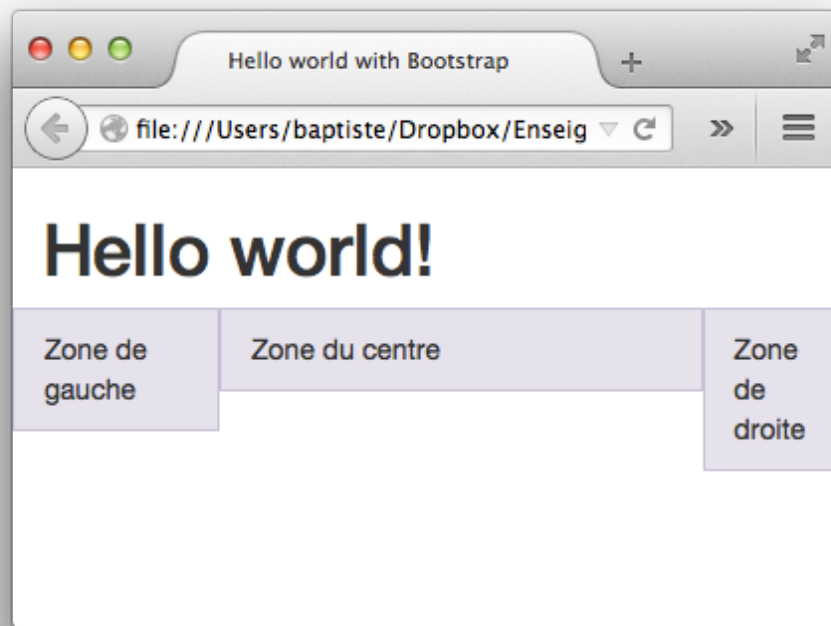 Hello world with Bootstrap
file:///Users/baptiste/Dropbox/Enseig
Hello world!
Zone de
gauche
Zone du centre
Zone
de
droite